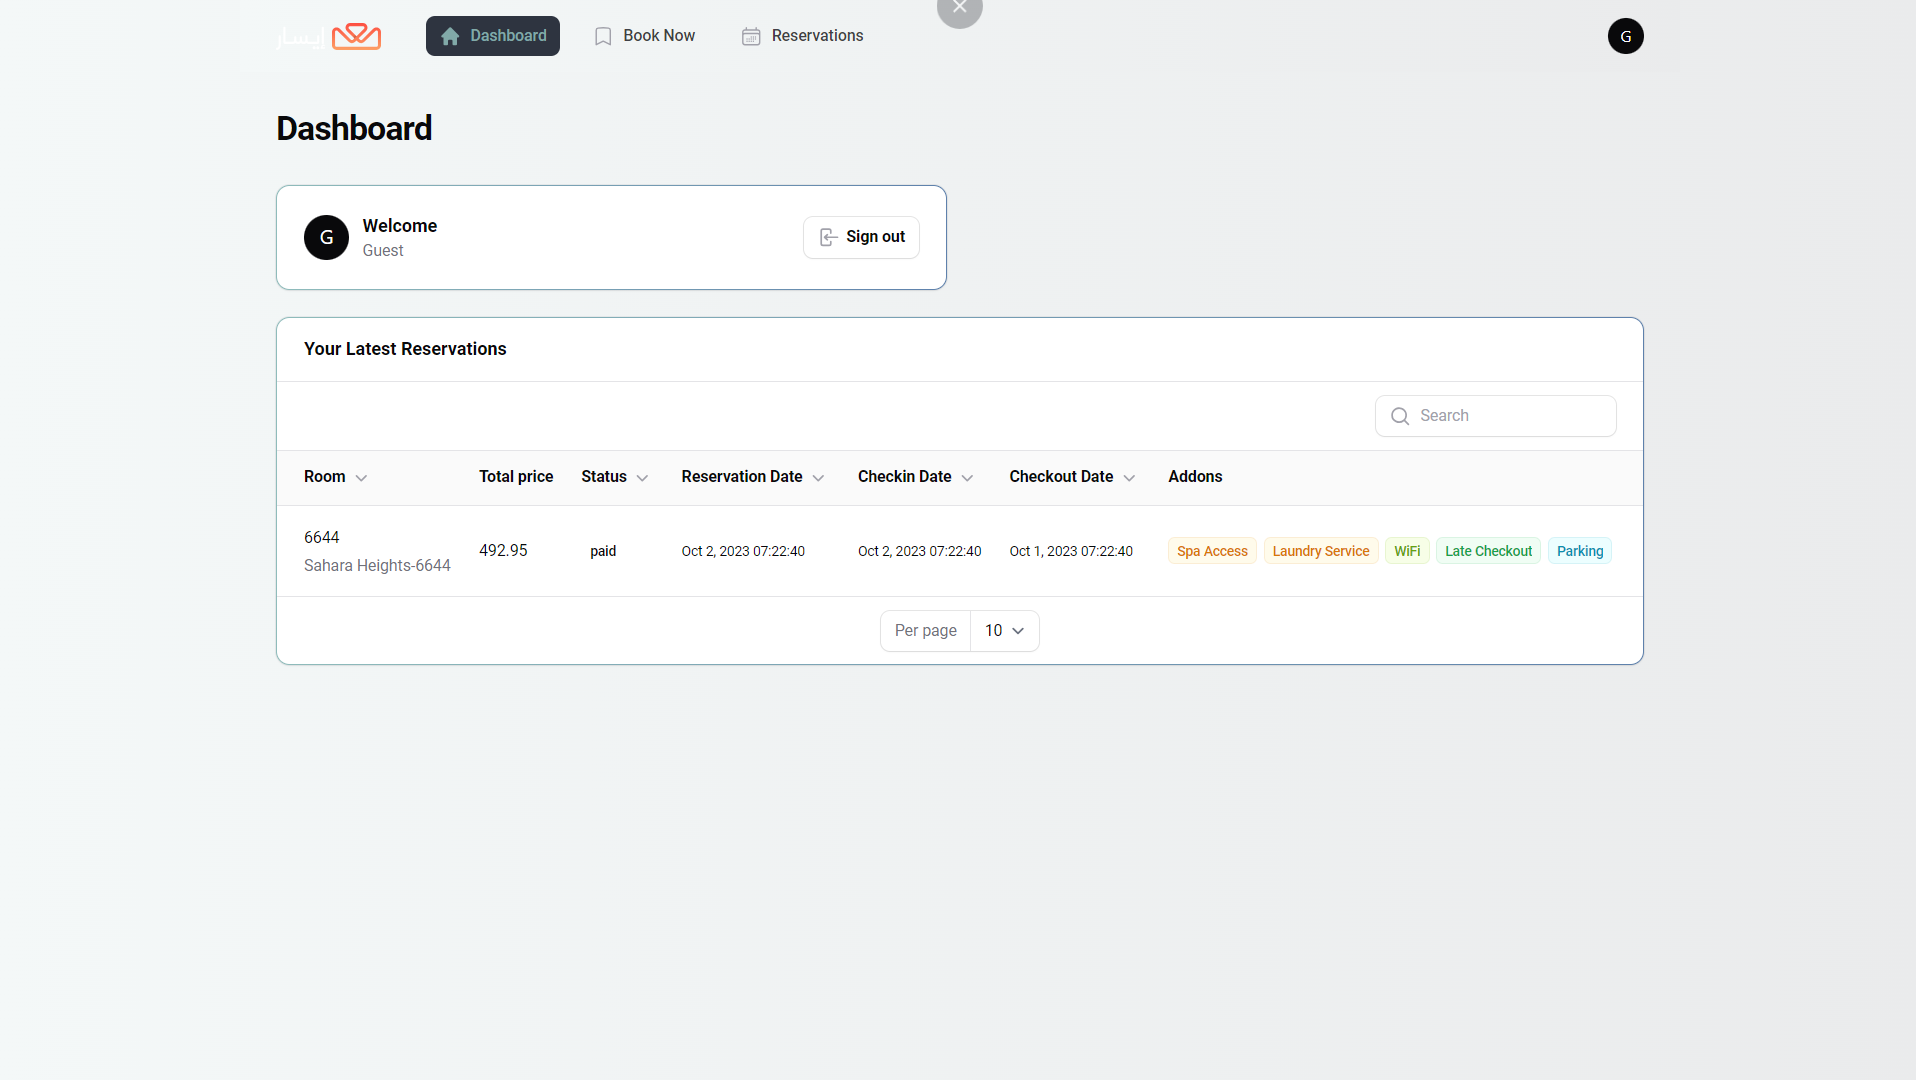 إيسار
Dashboard
Book Now
Reservations
G
Dashboard
G
Welcome
Guest
Sign out
Your Latest Reservations
Search
Room
Total price
Status
Reservation Date
Checkin Date
Checkout Date
Addons
6644
Sahara Heights-6644
492.95
paid
Oct 2, 2023 07:22:40
Oct 2, 2023 07:22:40
Oct 1, 2023 07:22:40
Spa Access
Laundry Service
WiFi
Late Checkout
Parking
Per page
10